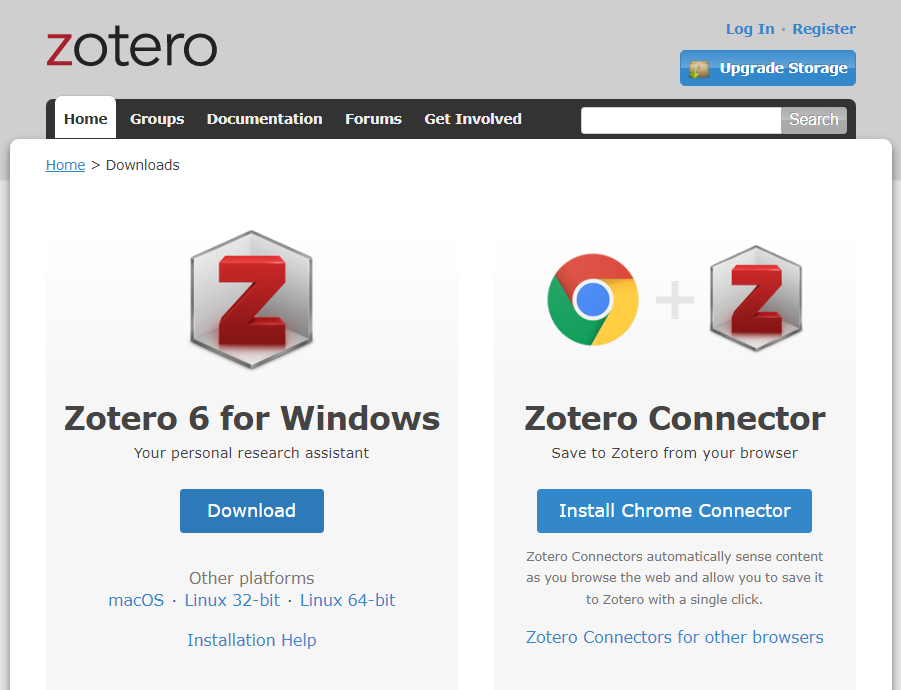 zotero
Log In · Register
Upgrade Storage
Home Groups Documentation Forums Get Involved Search
Home > Downloads
Z
Z
Zotero 6 for Windows
Your personal research assistant
Download
Other platforms
macOS · Linux 32-bit · Linux 64-bit
Installation Help
Zotero Connector
Save to Zotero from your browser
Install Chrome Connector
Zotero Connectors automatically sense content
as you browse the web and allow you to save it
to Zotero with a single click.
Zotero Connectors for other browsers